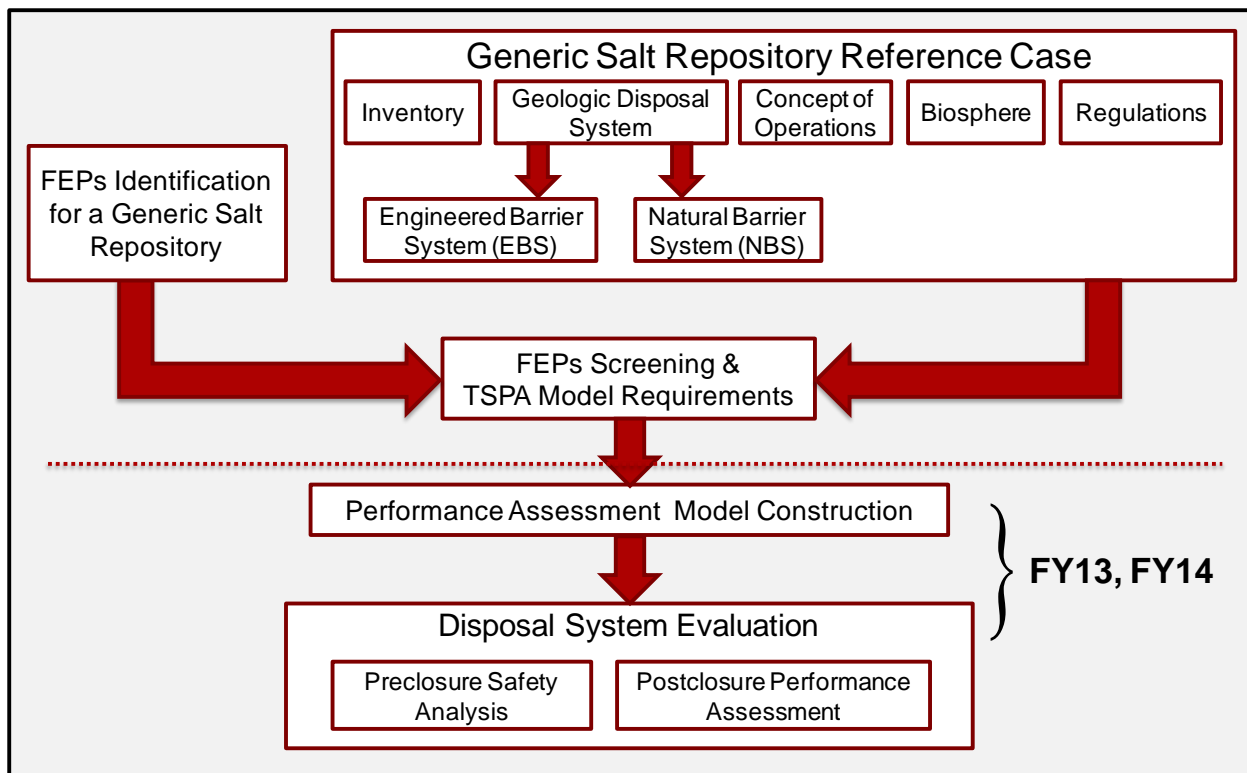 Generic Salt Repository Reference Case
Inventory
Geologic Disposal
System
Concept of
Operations
Biosphere
Regulations
FEPs Identification
for a Generic Salt
Repository
Engineered Barrier
System (EBS)
Natural Barrier
System (NBS)
FEPs Screening &
TSPA Model Requirements
Performance Assessment Model Construction
FY13, FY14
Disposal System Evaluation
Preclosure Safety
Analysis
Postclosure Performance
Assessment